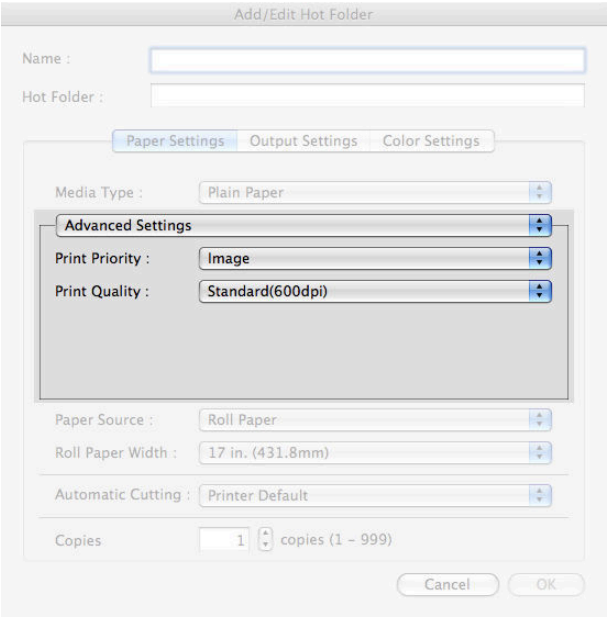 Add/Edit Hot Folder
Name :
Hot Folder :
Paper Settings Output Settings Color Settings
Media Type : Plain Paper
Advanced Settings
Print Priority : Image
Print Quality : Standard(600dpi)
Paper Source : Roll Paper
Roll Paper Width : 17 in. (431.8mm)
Automatic Cutting : Printer Default
Copies 1 copies (1 – 999)
Cancel OK